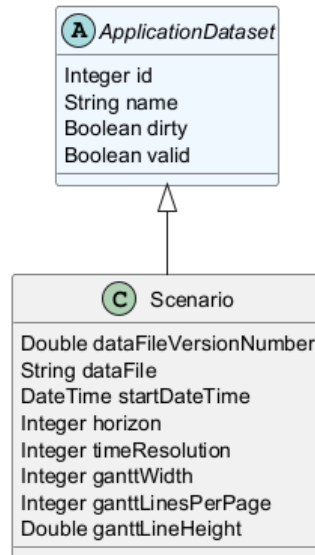 A ApplicationDataset
Integer id
String name
Boolean dirty
Boolean valid
C Scenario
Double dataFileVersionNumber
String dataFile
DateTime startDateTime
Integer horizon
Integer timeResolution
Integer ganttWidth
Integer ganttLinesPerPage
Double ganttLineHeight